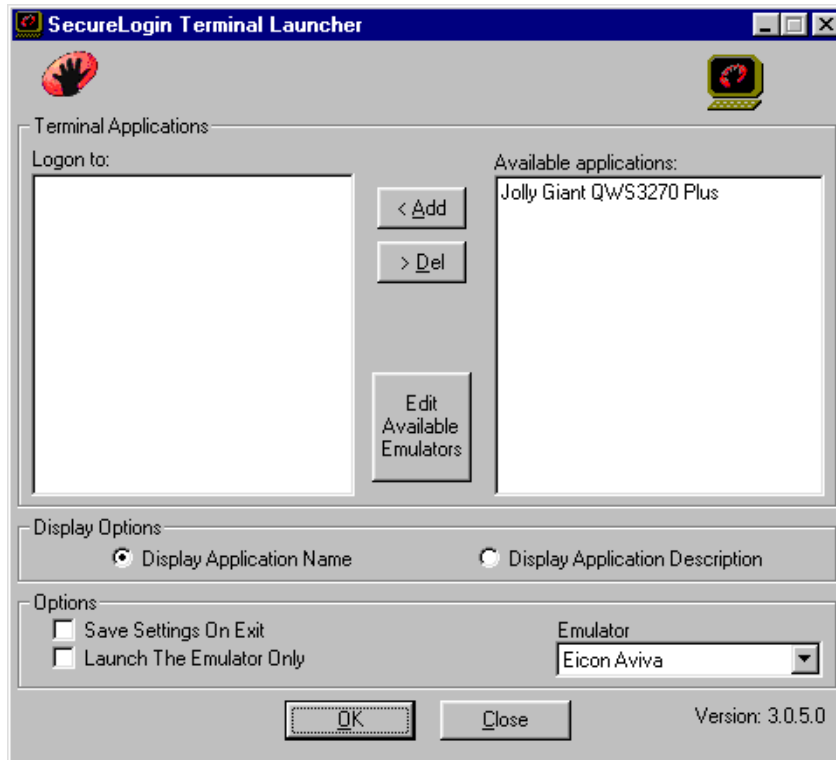 SecureLogin Terminal Launcher
Terminal Applications
Logon to:
Available applications:
Jolly Giant QWS3270 Plus
< Add
> Del
Edit
Available
Emulators
Display Options
Display Application Name
Display Application Description
Options
Save Settings On Exit
Launch The Emulator Only
Emulator
Eicon Aviva
OK
Close
Version: 3.0.5.0